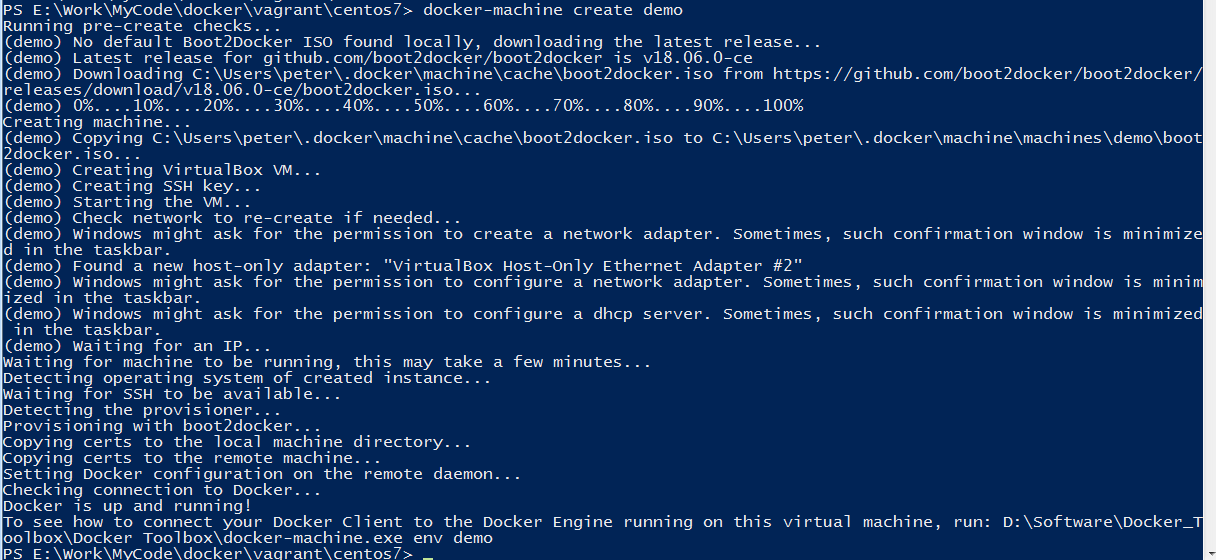 PS E:\Work\MyCode\docker\vagrant\centos7> docker-machine create demo
Running pre-create checks...
(demo) No default Boot2Docker ISO found locally, downloading the latest release...
(demo) Latest release for github.com/boot2docker/boot2docker is v18.06.0-ce
(demo) Downloading C:\Users\peter\.docker\machine\cache\boot2docker.iso from https://github.com/boot2docker/boot2docker/
releases/download/v18.06.0-ce/boot2docker.iso...
(demo) 0%....10%....20%....30%....40%....50%....60%....70%....80%....90%....100%
Creating machine...
(demo) Copying C:\Users\peter\.docker\machine\cache\boot2docker.iso to C:\Users\peter\.docker\machine\machines\demo\boot
2docker.iso...
(demo) Creating VirtualBox VM...
(demo) Creating SSH key...
(demo) Starting the VM...
(demo) Check network to re-create if needed...
(demo) Windows might ask for the permission to create a network adapter. Sometimes, such confirmation window is minimize
d in the taskbar.
(demo) Found a new host-only adapter: "VirtualBox Host-Only Ethernet Adapter #2"
(demo) Windows might ask for the permission to configure a network adapter. Sometimes, such confirmation window is minim
ized in the taskbar.
(demo) Windows might ask for the permission to configure a dhcp server. Sometimes, such confirmation window is minimized
 in the taskbar.
(demo) Waiting for an IP...
Waiting for machine to be running, this may take a few minutes...
Detecting operating system of created instance...
Waiting for SSH to be available...
Detecting the provisioner...
Provisioning with boot2docker...
Copying certs to the local machine directory...
Copying certs to the remote machine...
Setting Docker configuration on the remote daemon...
Checking connection to Docker...
Docker is up and running!
To see how to connect your Docker Client to the Docker Engine running on this virtual machine, run: D:\Software\Docker_T
oolbox\Docker Toolbox\docker-machine.exe env demo
PS E:\Work\MyCode\docker\vagrant\centos7> _